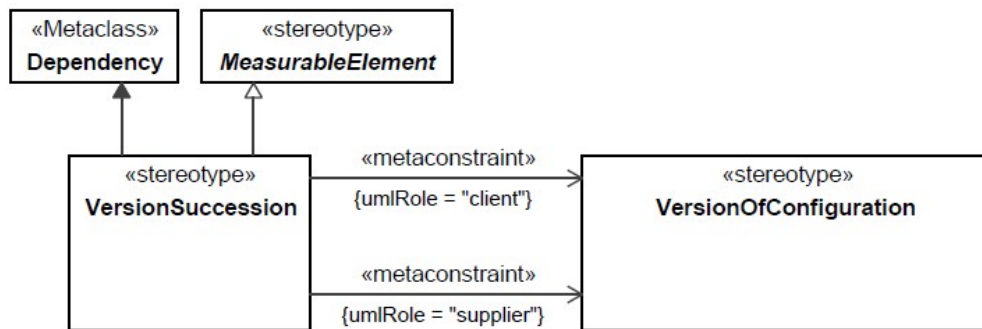 «Metaclass»
Dependency
«stereotype»
MeasurableElement
«stereotype»
VersionSuccession
«metaconstraint»
{umlRole = "client"}
«metaconstraint»
{umlRole = "supplier"}
«stereotype»
VersionOfConfiguration